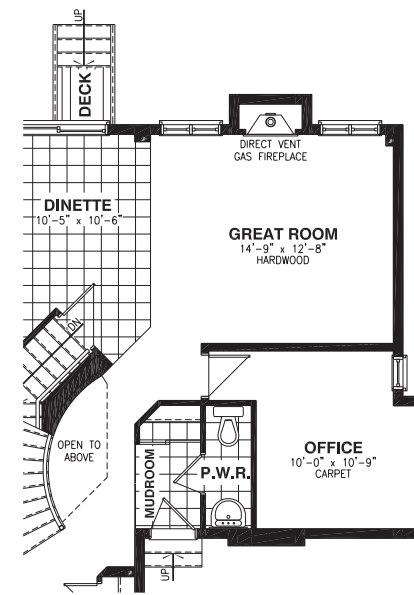 UP
DECK
DIRECT VENT
GAS FIREPLACE
DINETTE
10'-5" x 10'-6"
GREAT ROOM
14'-9" x 12'-8"
HARDWOOD
DN
OPEN TO
ABOVE
MUDROOM
P.W.R.
OFFICE
10'-0" x 10'-9"
CARPET
UP